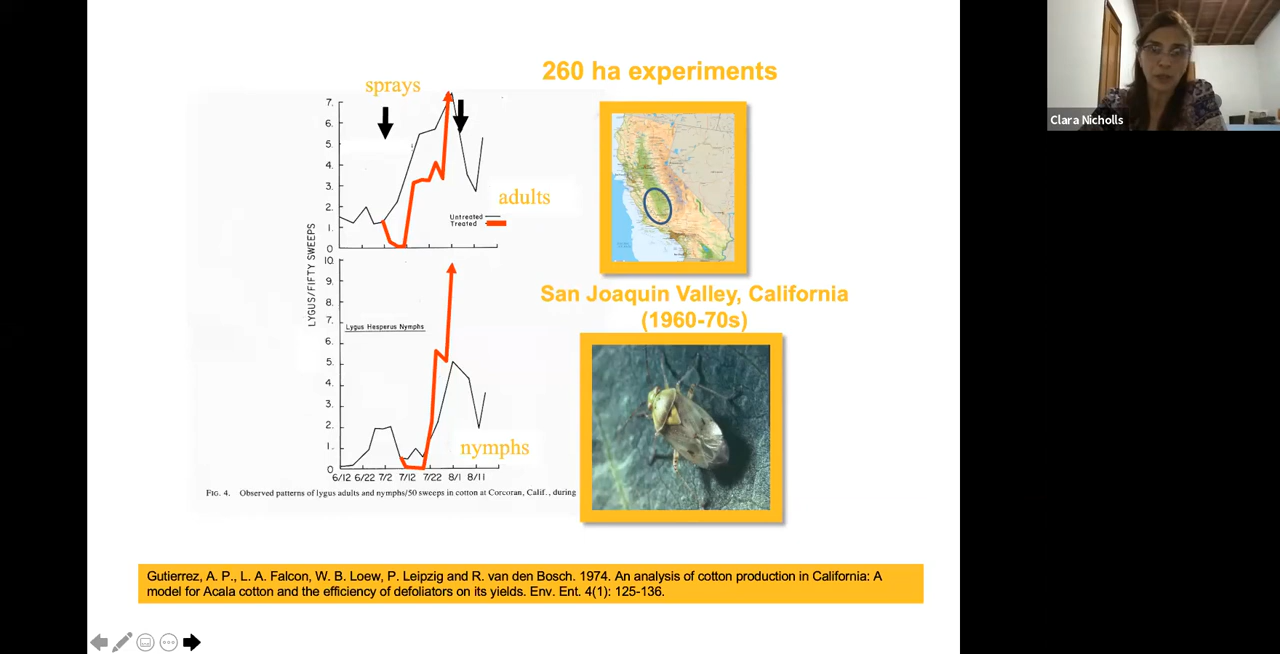 260 ha experiments
sprays
7.
6.
5.
4.
3.
2.
1.
0
adults
Untreated
Treated
LYGUS/FIFTY SWEEPS
10.
9.
8.
7.
6.
5.
4.
3.
2.
1.
0
Lygus Hesperus Nymphs
nymphs
6/12 6/22 7/2 7/12 7/22 8/1 8/11
FIG. 4. Observed patterns of lygus adults and nymphs/50 sweeps in cotton at Corcoran, Calif., during
San Joaquin Valley, California
(1960-70s)
Gutierrez, A. P., L. A. Falcon, W. B. Loew, P. Leipzig and R. van den Bosch. 1974. An analysis of cotton production in California: A
model for Acala cotton and the efficiency of defoliators on its yields. Env. Ent. 4(1): 125-136.
Clara Nicholls